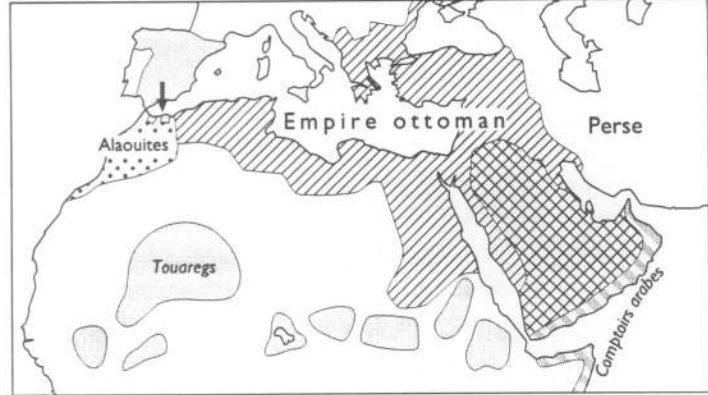 Empire ottoman
Perse
Alaouites
Touaregs
Comptoirs arabes